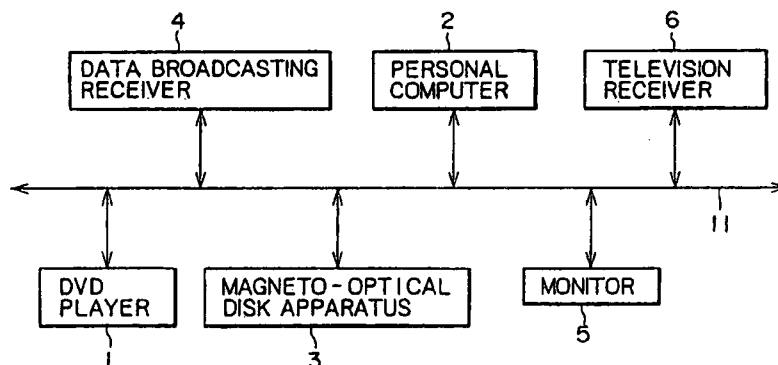 4
DATA BROADCASTING
RECEIVER
2
PERSONAL
COMPUTER
6
TELEVISION
RECEIVER
11
DVD
PLAYER
1
MAGNETO-OPTICAL
DISK APPARATUS
3
MONITOR
5